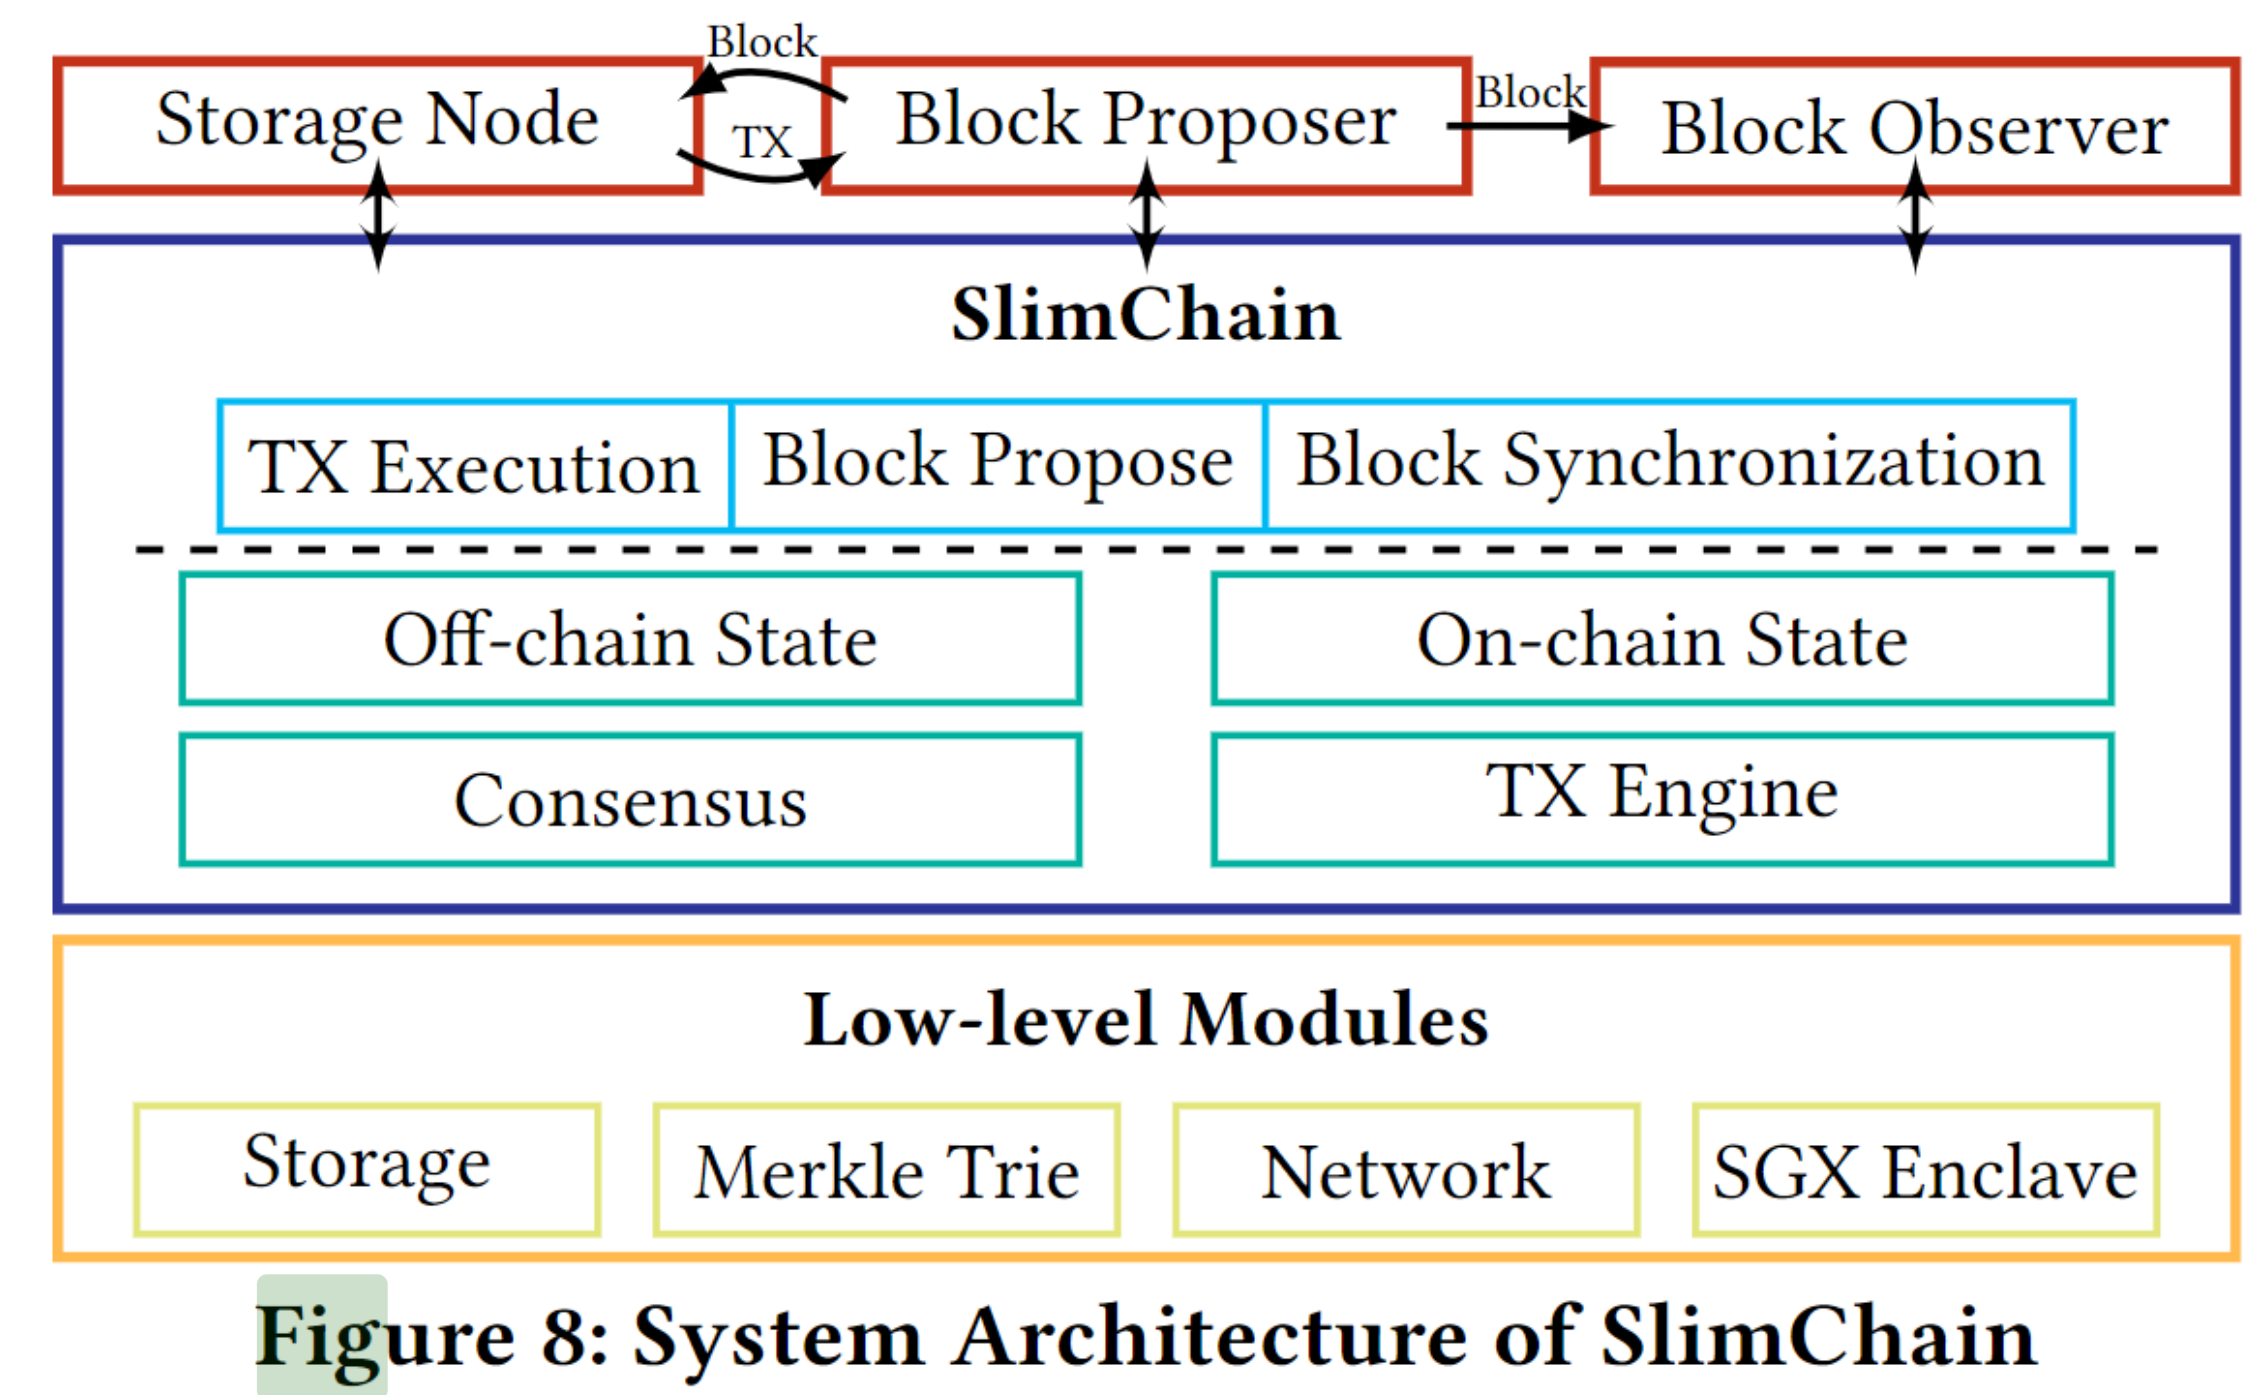 Block
Storage Node
TX
Block Proposer
Block
Block Observer
SlimChain
TX Execution
Block Propose
Block Synchronization
Off-chain State
On-chain State
Consensus
TX Engine
Low-level Modules
Storage
Merkle Trie
Network
SGX Enclave
Figure 8: System Architecture of SlimChain